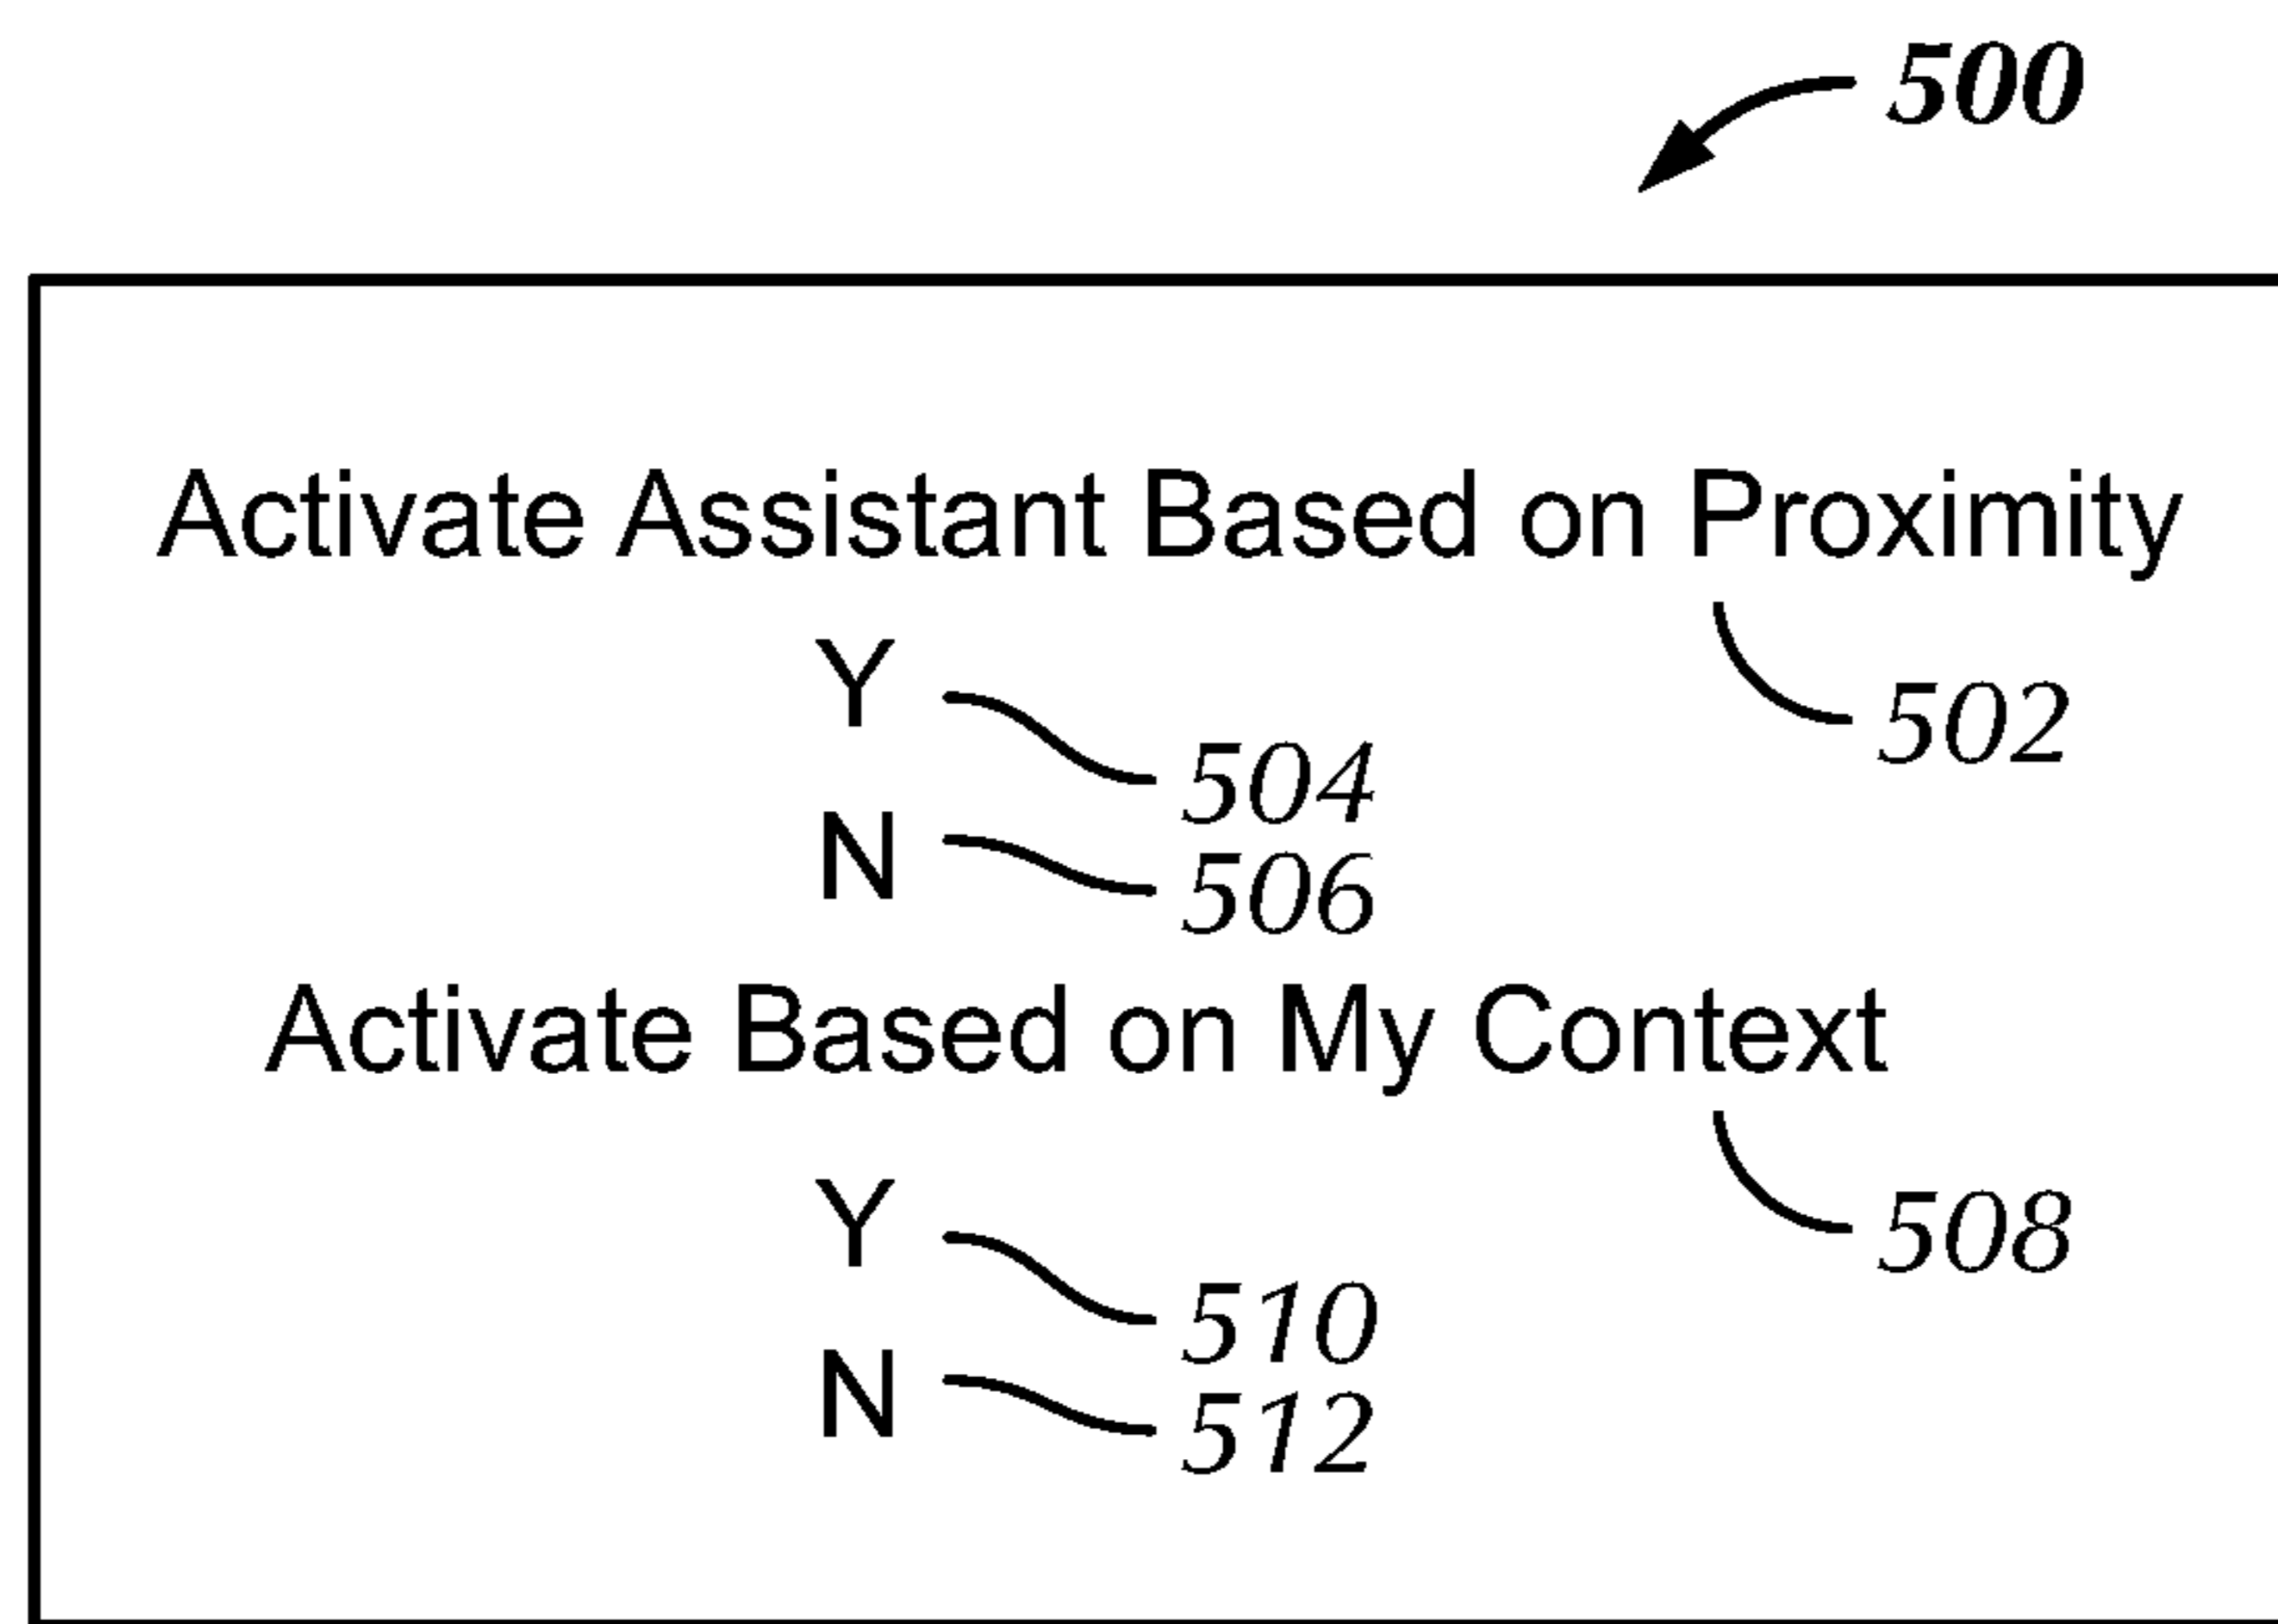 500
Activate Assistant Based on Proximity
502
Y
504
N
506
Activate Based on My Context
508
Y
510
N
512